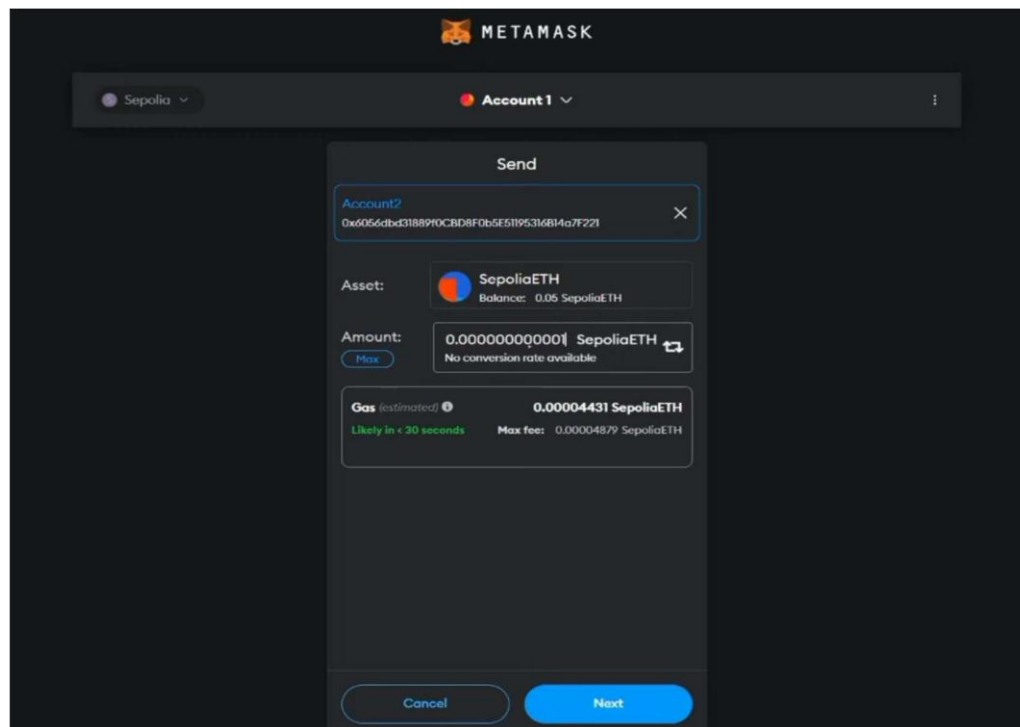 METAMASK
Sepolia
Account 1
Send
Account2
0x6056dbd31889f0CBD8F0b5E51195316B14a7F221
Asset:
SepoliaETH
Balance: 0.05 SepoliaETH
Amount:
0.000000000001 SepoliaETH
Max
No conversion rate available
Gas (estimated) 0.00004431 SepoliaETH
Likely in < 30 seconds Max fee: 0.00004879 SepoliaETH
Cancel
Next